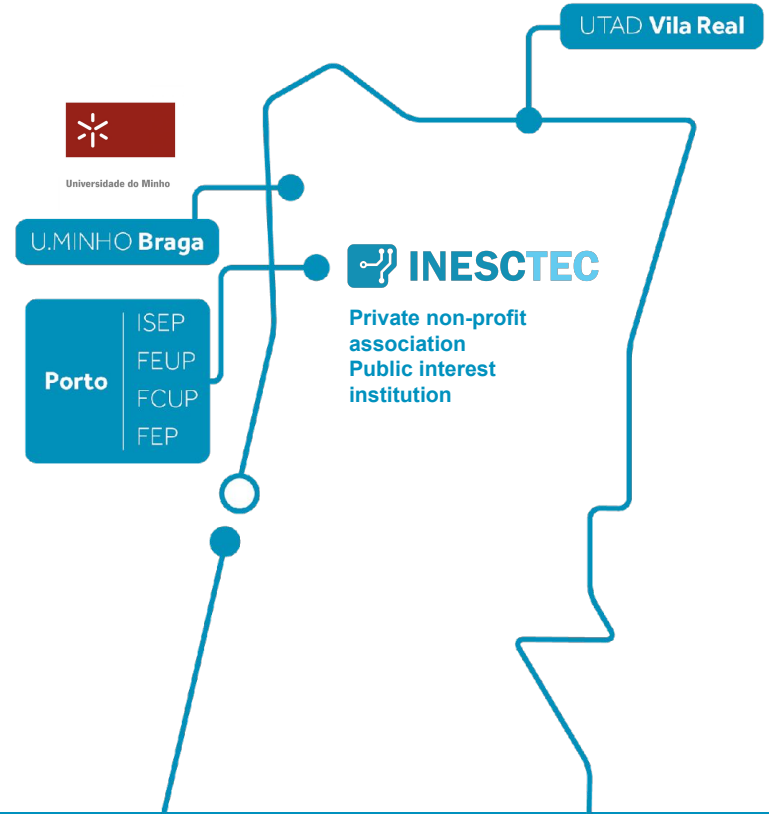 UTAD Vila Real
Universidade do Minho
U.MINHO Braga
INESCTEC
Private non-profit
association
Public interest
institution
Porto
ISEP
FEUP
FCUP
FEP